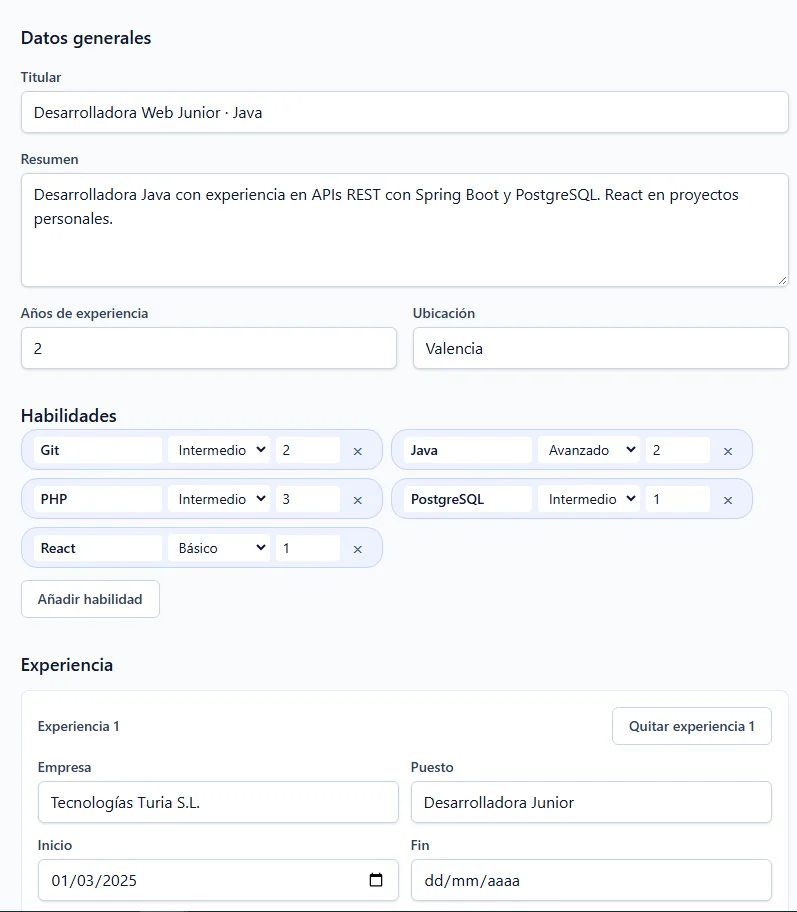 Datos generales
Titular
Desarrolladora Web Junior · Java
Resumen
Desarrolladora Java con experiencia en APIs REST con Spring Boot y PostgreSQL. React en proyectos
personales.
Años de experiencia Ubicación
2 Valencia
Habilidades
Git Intermedio 2 × Java Avanzado 2 ×
PHP Intermedio 3 × PostgreSQL Intermedio 1 ×
React Básico 1 ×
Añadir habilidad
Experiencia
Experiencia 1 Quitar experiencia 1
Empresa Puesto
Tecnologías Turia S.L. Desarrolladora Junior
Inicio Fin
01/03/2025 dd/mm/aaaa